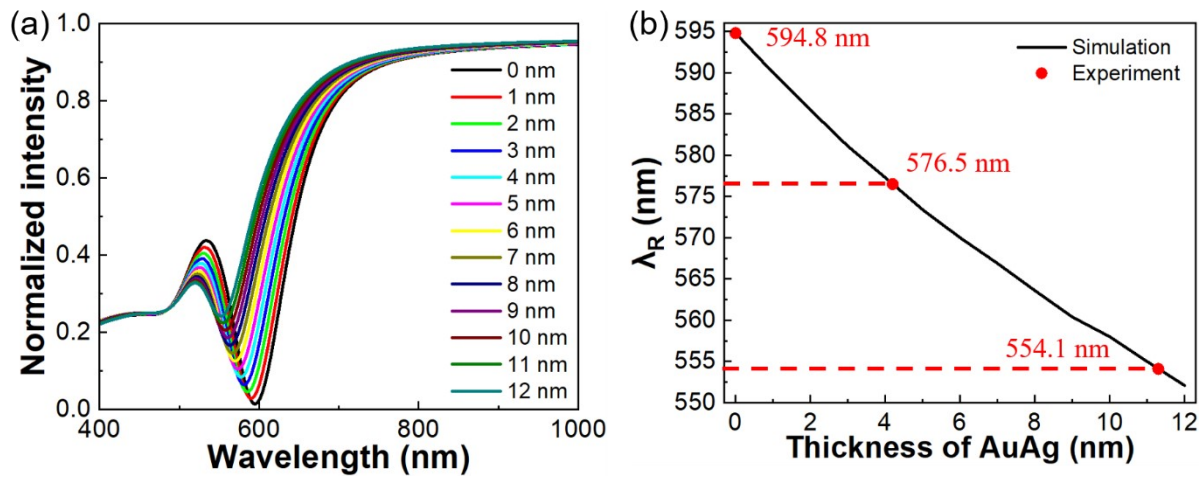 (a)
1.0
0.8
0.6
0.4
0.2
0.0
Normalized intensity
400
600
800
1000
Wavelength (nm)
0 nm
1 nm
2 nm
3 nm
4 nm
5 nm
6 nm
7 nm
8 nm
9 nm
10 nm
11 nm
12 nm
(b)
595
590
585
580
575
570
565
560
555
550
λR (nm)
0
2
4
6
8
10
12
Thickness of AuAg (nm)
594.8 nm
576.5 nm
554.1 nm
Simulation
Experiment